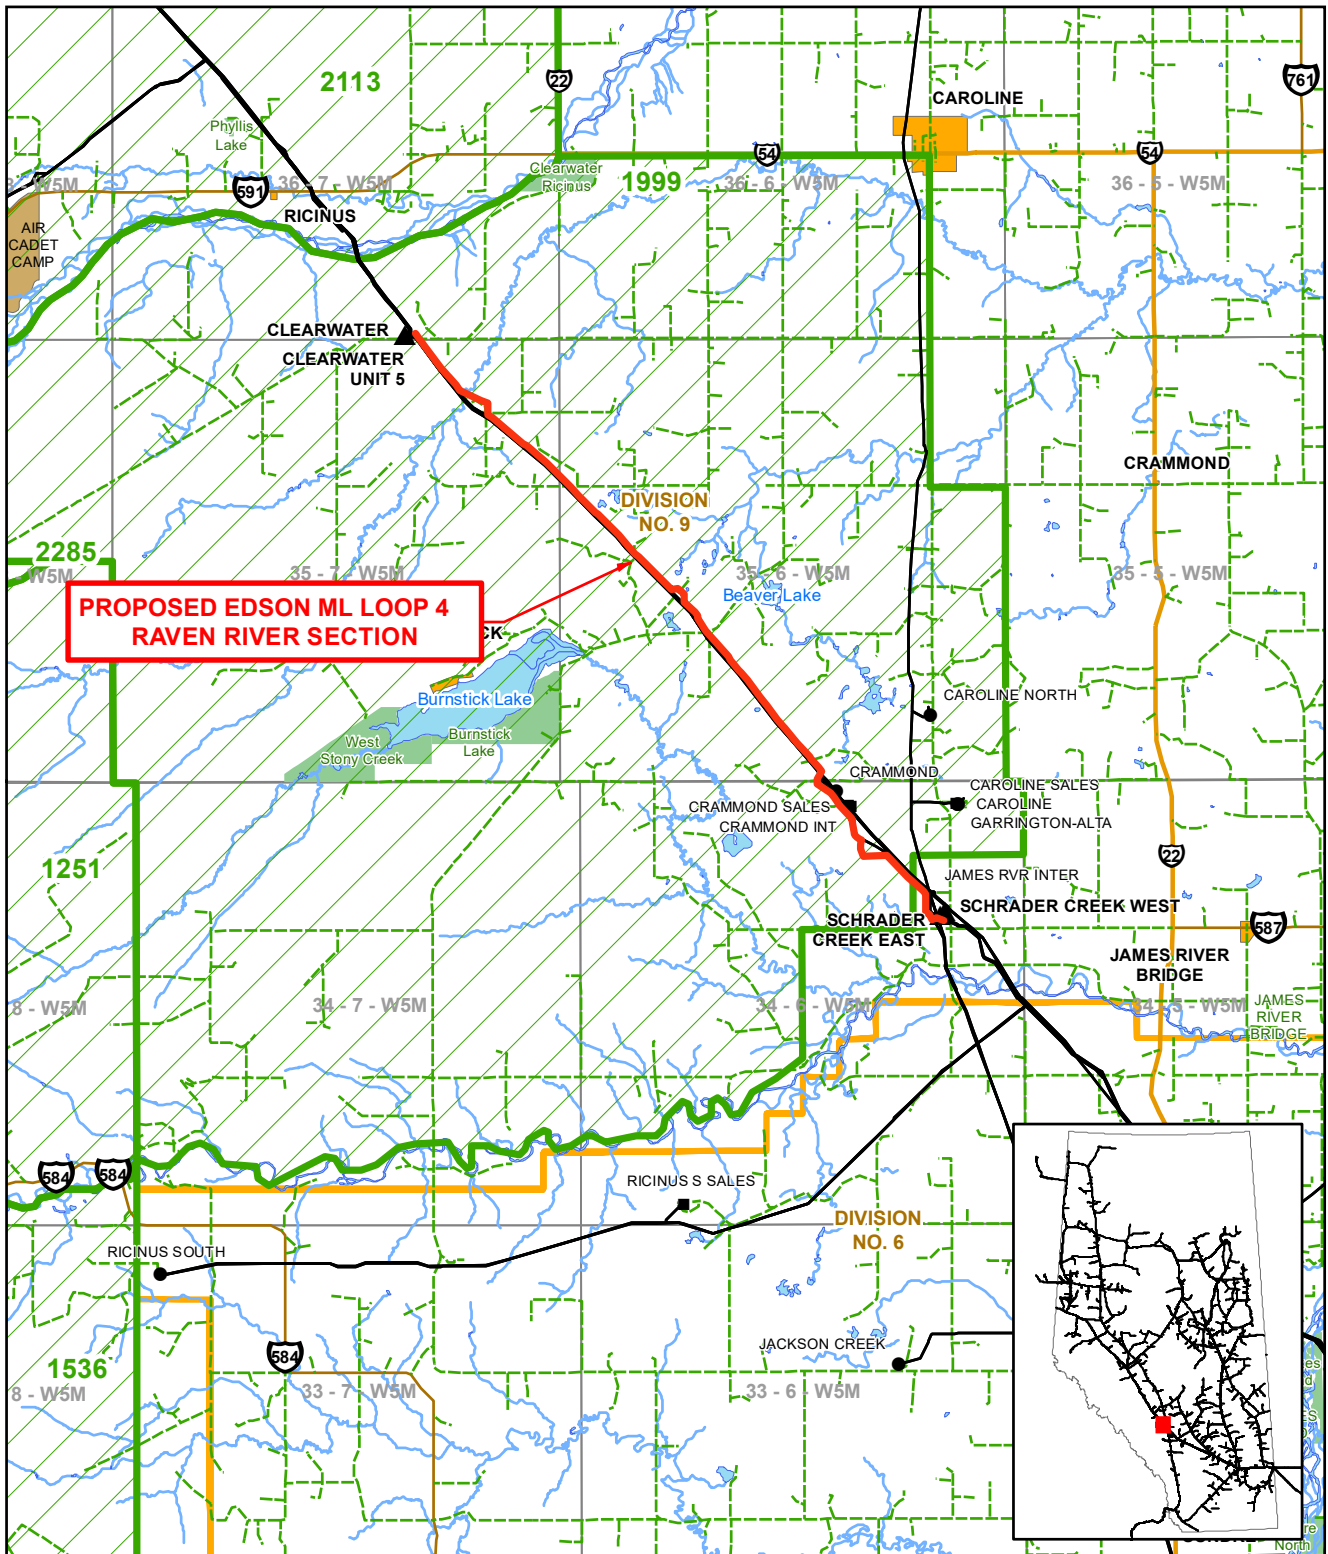 2113
22
761
CAROLINE
Phyllis
Lake
54
54
Clearwater
Ricinus
1999
W5M
591
36 - 7 - W5M
36 - 6 - W5M
36 - 5 - W5M
RICINUS
AIR
CADET
CAMP
CLEARWATER
CLEARWATER
UNIT 5
CRAMMOND
DIVISION
NO. 9
2285
W5M
35 - 7 - W5M
35 - 6 - W5M
35 - 5 - W5M
Beaver Lake
PROPOSED EDSON ML LOOP 4
RAVEN RIVER SECTION
CK
Burnstick Lake
West
Stony Creek
Burnstick
Lake
CAROLINE NORTH
CRAMMOND
CRAMMOND SALES
CRAMMOND INT
CAROLINE SALES
CAROLINE
GARRINGTON-ALTA
22
1251
JAMES RVR INTER
SCHRADER CREEK WEST
SCHRADER
CREEK EAST
587
JAMES RIVER
BRIDGE
8 - W5M
34 - 7 - W5M
34 - 6 - W5M
34 - 5 - W5M
JAMES
RIVER
BRIDGE
584
584
RICINUS S SALES
DIVISION
NO. 6
RICINUS SOUTH
584
JACKSON CREEK
1536
8 - W5M
33 - 7 - W5M
33 - 6 - W5M
North